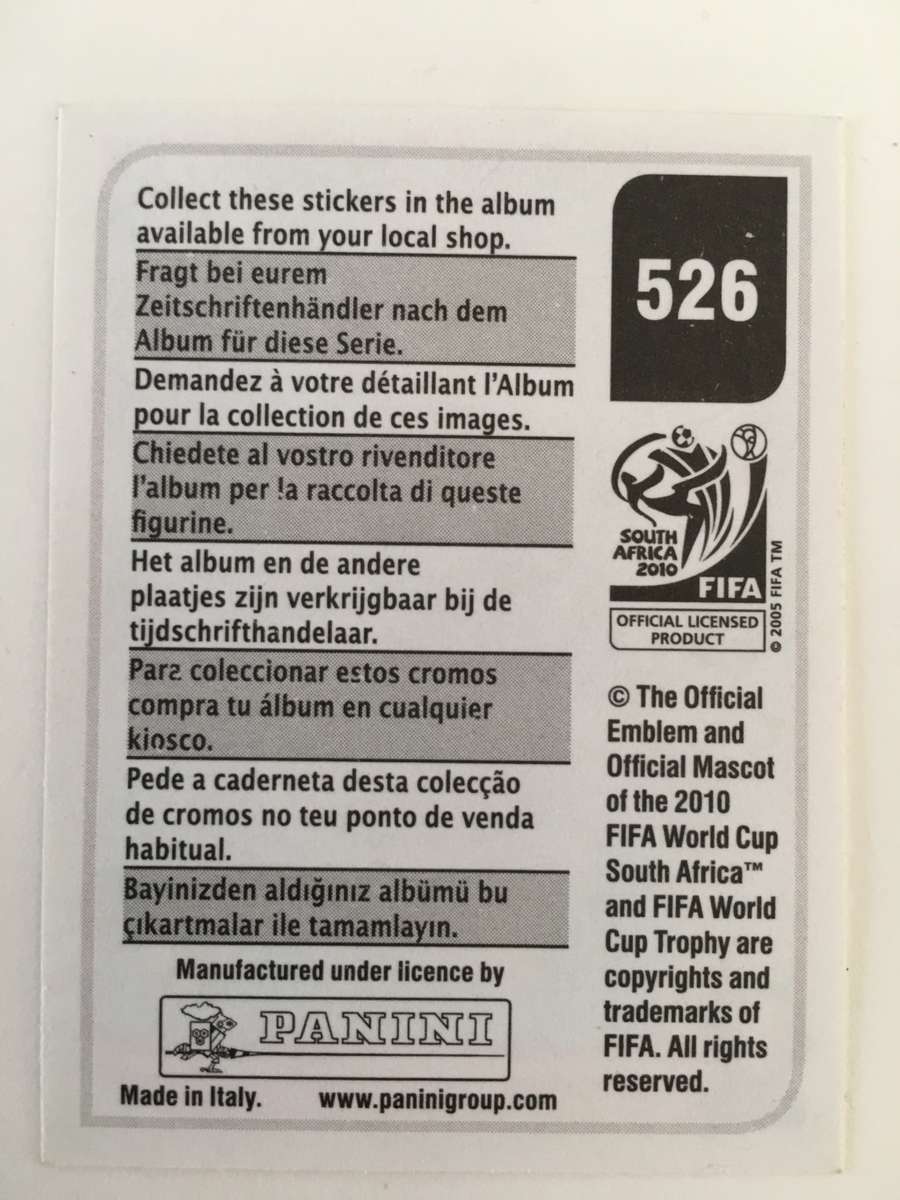 Collect these stickers in the album
available from your local shop.
Fragt bei eurem
Zeitschriftenhändler nach dem
Album für diese Serie.
Demandez à votre détaillant l'Album
pour la collection de ces images.
Chiedete al vostro rivenditore
l'album per la raccolta di queste
figurine.
Het album en de andere
plaatjes zijn verkrijgbaar bij de
tijdschrifthandelaar.
Para coleccionar estos cromos
compra tu álbum en cualquier
kiosco.
Pede a caderneta desta colecção
de cromos no teu ponto de venda
habitual.
Bayinizden aldığınız albümü bu
çıkartmalar ile tamamlayın.
Manufactured under licence by
PANINI
Made in Italy. www.paninigroup.com
526
SOUTH
AFRICA
2010
FIFA
OFFICIAL LICENSED
PRODUCT
© 2005 FIFA TM
© The Official
Emblem and
Official Mascot
of the 2010
FIFA World Cup
South Africa™
and FIFA World
Cup Trophy are
copyrights and
trademarks of
FIFA. All rights
reserved.